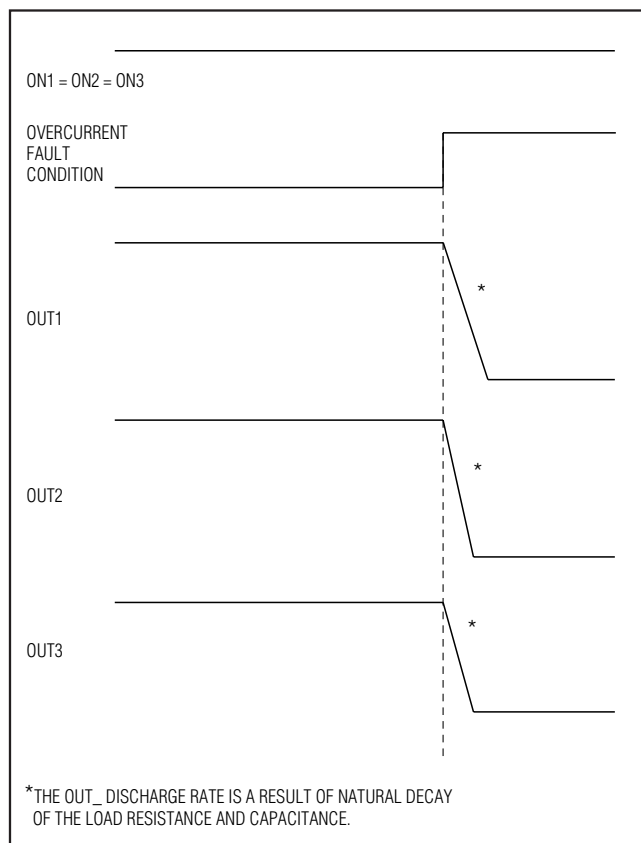 ON1 = ON2 = ON3
OVERCURRENT
FAULT
CONDITION
*
OUT1
*
OUT2
*
OUT3
*THE OUT_ DISCHARGE RATE IS A RESULT OF NATURAL DECAY
OF THE LOAD RESISTANCE AND CAPACITANCE.